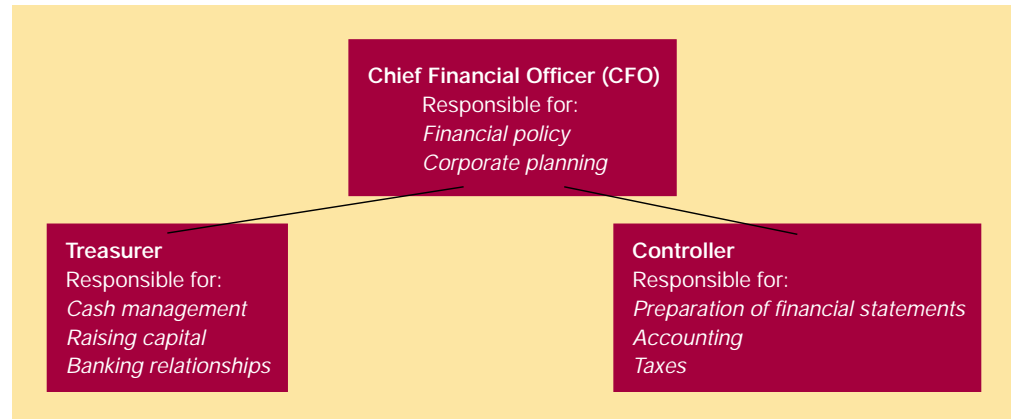 Chief Financial Officer (CFO)
Responsible for:
Financial policy
Corporate planning
Treasurer
Responsible for:
Cash management
Raising capital
Banking relationships
Controller
Responsible for:
Preparation of financial statements
Accounting
Taxes